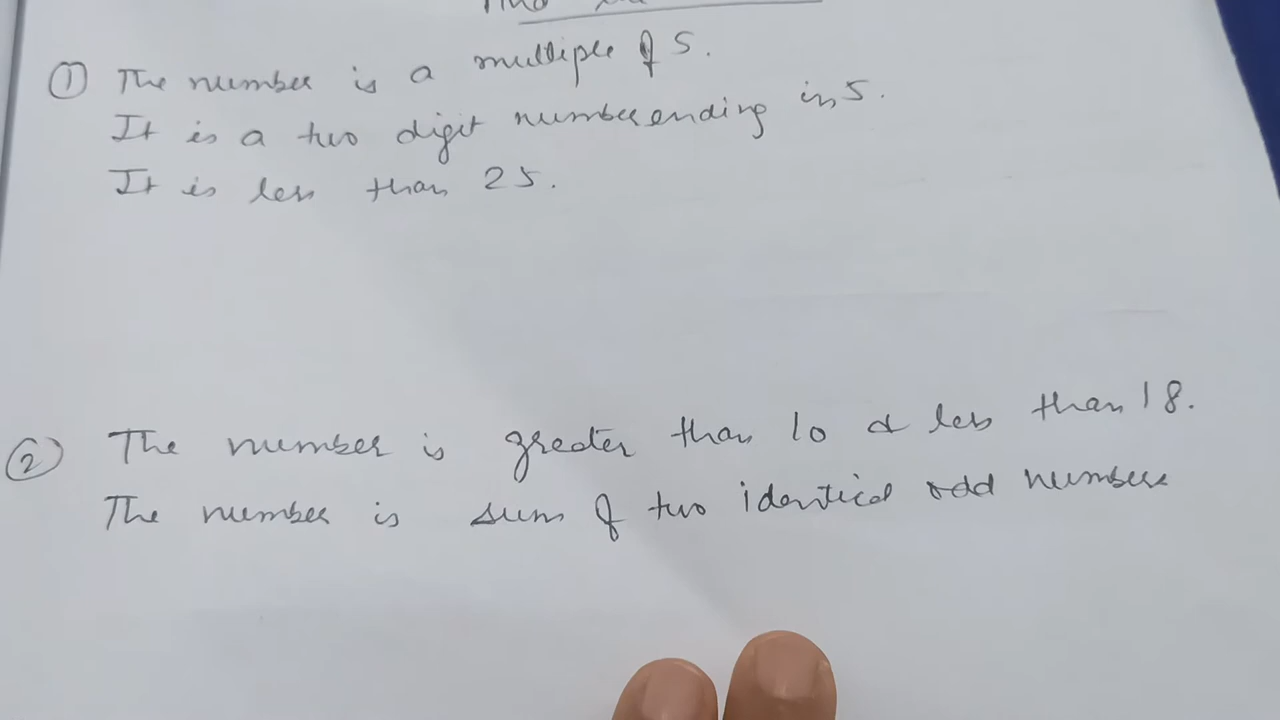 ① The number is a multiple of 5.
It is a two digit number ending in 5.
It is less than 25.
② The number is greater than 10 & less than 18.
The number is sum of two identical odd numbers